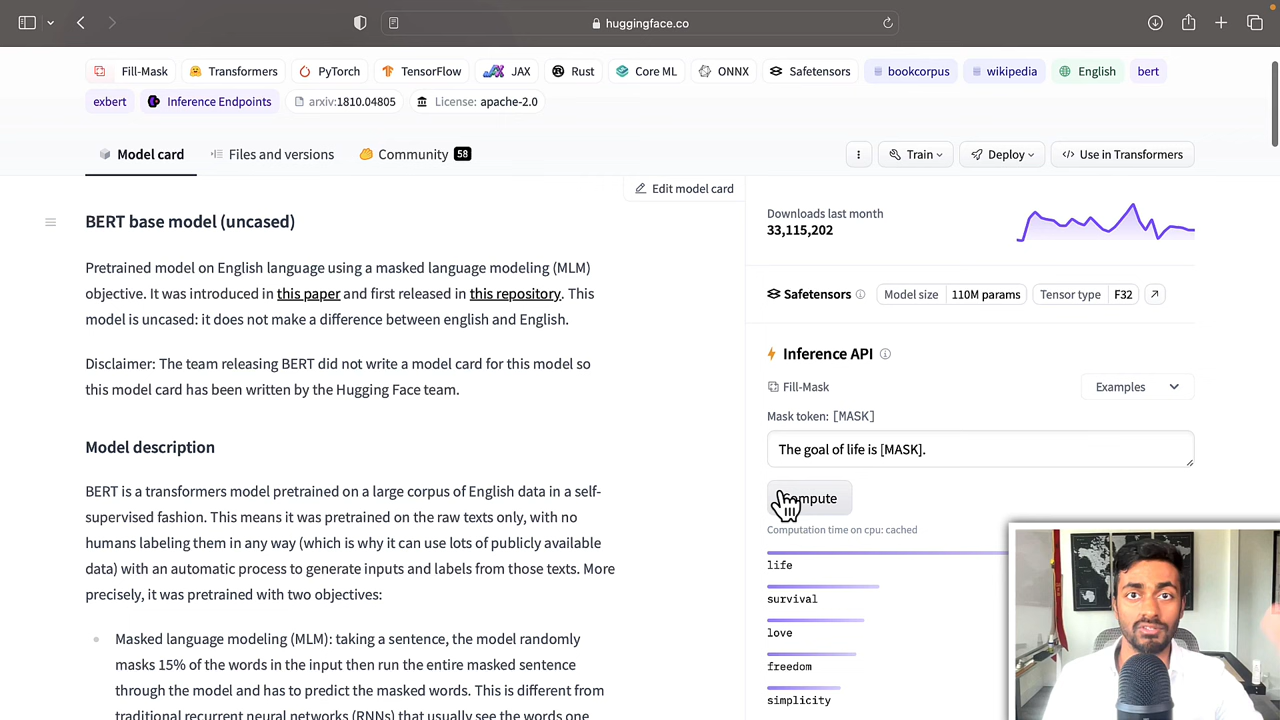 huggingface.co
Fill-Mask Transformers PyTorch TensorFlow JAX Rust Core ML ONNX Safetensors bookcorpus wikipedia English bert
exbert Inference Endpoints arxiv:1810.04805 License: apache-2.0
Model card Files and versions Community 58 Train Deploy </> Use in Transformers
Edit model card
BERT base model (uncased)
Pretrained model on English language using a masked language modeling (MLM)
objective. It was introduced in this paper and first released in this repository. This
model is uncased: it does not make a difference between english and English.
Disclaimer: The team releasing BERT did not write a model card for this model so
this model card has been written by the Hugging Face team.
Model description
BERT is a transformers model pretrained on a large corpus of English data in a self-
supervised fashion. This means it was pretrained on the raw texts only, with no
humans labeling them in any way (which is why it can use lots of publicly available
data) with an automatic process to generate inputs and labels from those texts. More
precisely, it was pretrained with two objectives:
Masked language modeling (MLM): taking a sentence, the model randomly
masks 15% of the words in the input then run the entire masked sentence
through the model and has to predict the masked words. This is different from
traditional recurrent neural networks (RNNs) that usually see the words one
Downloads last month
33,115,202
Safetensors Model size 110M params Tensor type F32
Inference API
Fill-Mask Examples
Mask token: [MASK]
The goal of life is [MASK].
Computation time on cpu: cached
life
survival
love
freedom
simplicity